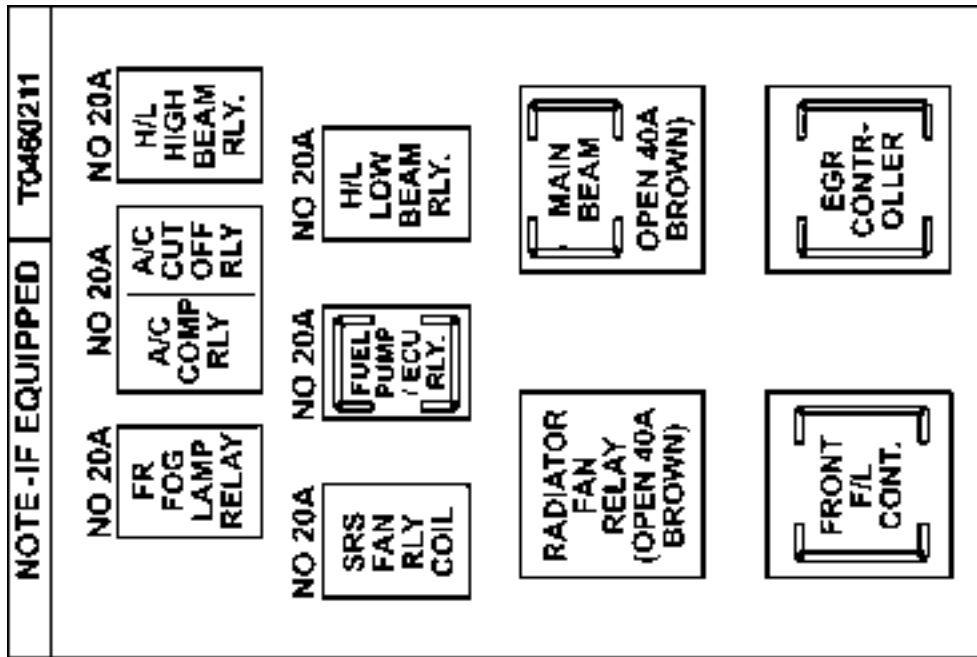 NOTE-IF EQUIPPED
T0460211
NO 20A
FR
FOG
LAMP
RELAY
NO 20A
A/C
COMP
RLY
A/C
CUT
OFF
RLY
NO 20A
H/L
HIGH
BEAM
RLY.
NO 20A
SRS
FAN
RLY
COIL
NO 20A
FUEL
PUMP
/ ECU
RLY.
NO 20A
H/L
LOW
BEAM
RLY.
RADIATOR
FAN
RELAY
(OPEN 40A
BROWN)
MAIN
BEAM
OPEN 40A
BROWN)
FRONT
F/L
CONT.
EGR
CONTR-
OLLER